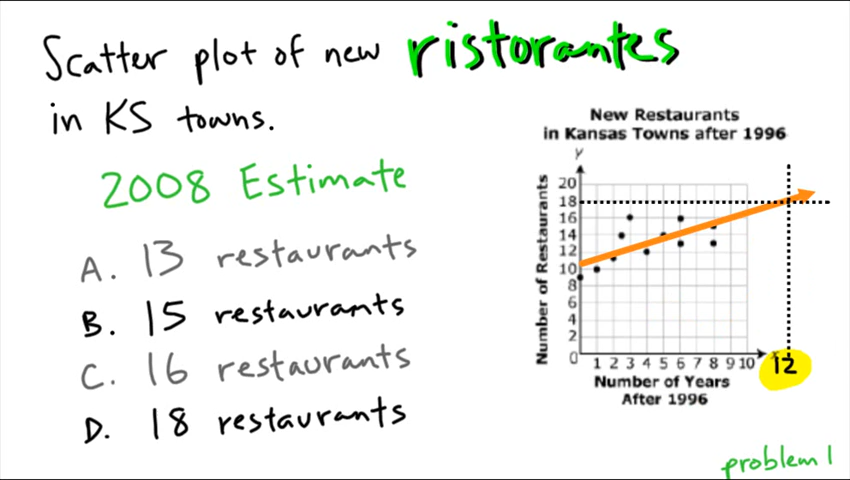 Scatter plot of new ristorantes
in KS towns.
2008 Estimate
A. 13 restaurants
B. 15 restaurants
C. 16 restaurants
D. 18 restaurants
New Restaurants
in Kansas Towns after 1996
Y
Number of Restaurants
20
18
16
14
12
10
8
6
4
2
0
0 1 2 3 4 5 6 7 8 9 10 x 12
Number of Years
After 1996
problem 1